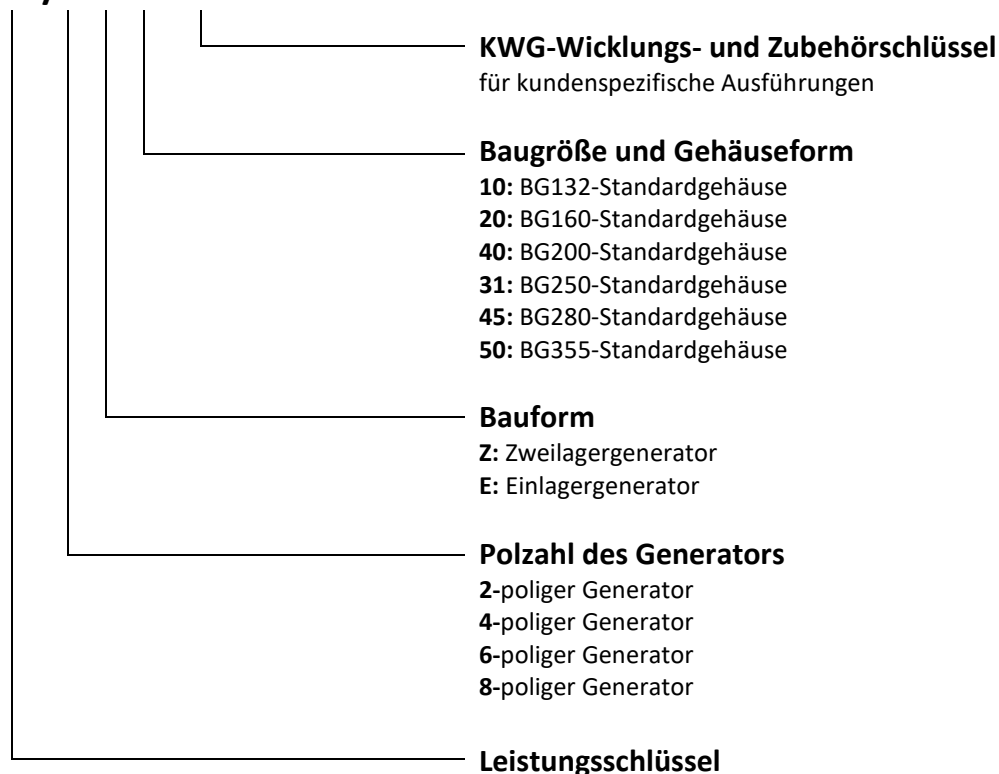 KWG-Wicklungs- und Zubehörschlüssel
für kundenspezifische Ausführungen
Baugröße und Gehäuseform
10: BG132-Standardgehäuse
20: BG160-Standardgehäuse
40: BG200-Standardgehäuse
31: BG250-Standardgehäuse
45: BG280-Standardgehäuse
50: BG355-Standardgehäuse
Bauform
Z: Zweilagergenerator
E: Einlagergenerator
Polzahl des Generators
2-poliger Generator
4-poliger Generator
6-poliger Generator
8-poliger Generator
Leistungsschlüssel